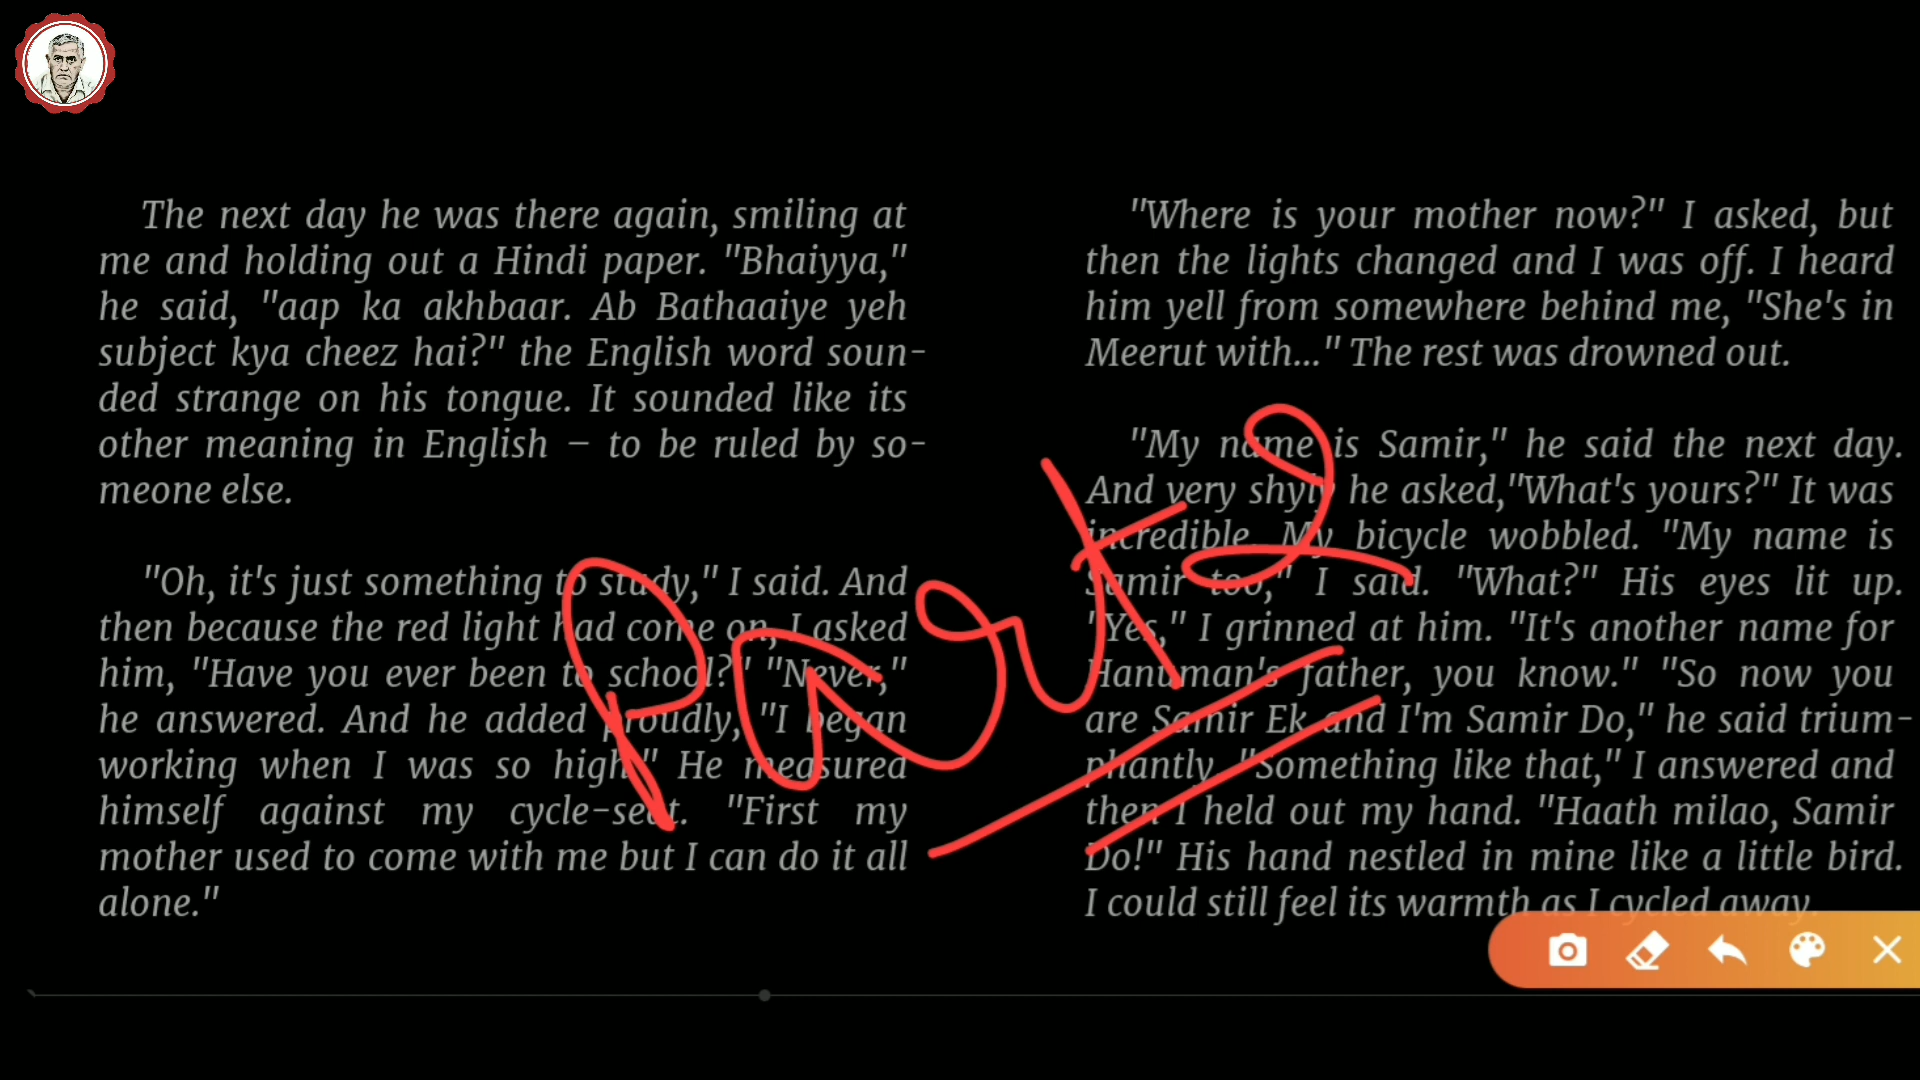 The next day he was there again, smiling at
me and holding out a Hindi paper. "Bhaiyya,"
he said, "aap ka akhbaar. Ab Bathaaiye yeh
subject kya cheez hai?" the English word soun-
ded strange on his tongue. It sounded like its
other meaning in English – to be ruled by so-
meone else.
"Oh, it's just something to study," I said. And
then because the red light had come on, I asked
him, "Have you ever been to school?" "Never,"
he answered. And he added proudly, "I began
working when I was so high." He measured
himself against my cycle-seat. "First my
mother used to come with me but I can do it all
alone."
"Where is your mother now?" I asked, but
then the lights changed and I was off. I heard
him yell from somewhere behind me, "She's in
Meerut with..." The rest was drowned out.
"My name is Samir," he said the next day.
And very shyly he asked,"What's yours?" It was
incredible. My bicycle wobbled. "My name is
Samir too," I said. "What?" His eyes lit up.
"Yes," I grinned at him. "It's another name for
Hanuman's father, you know." "So now you
are Samir Ek and I'm Samir Do," he said trium-
phantly. "Something like that," I answered and
then I held out my hand. "Haath milao, Samir
Do!" His hand nestled in mine like a little bird.
I could still feel its warmth as I cycled away.
Part 2